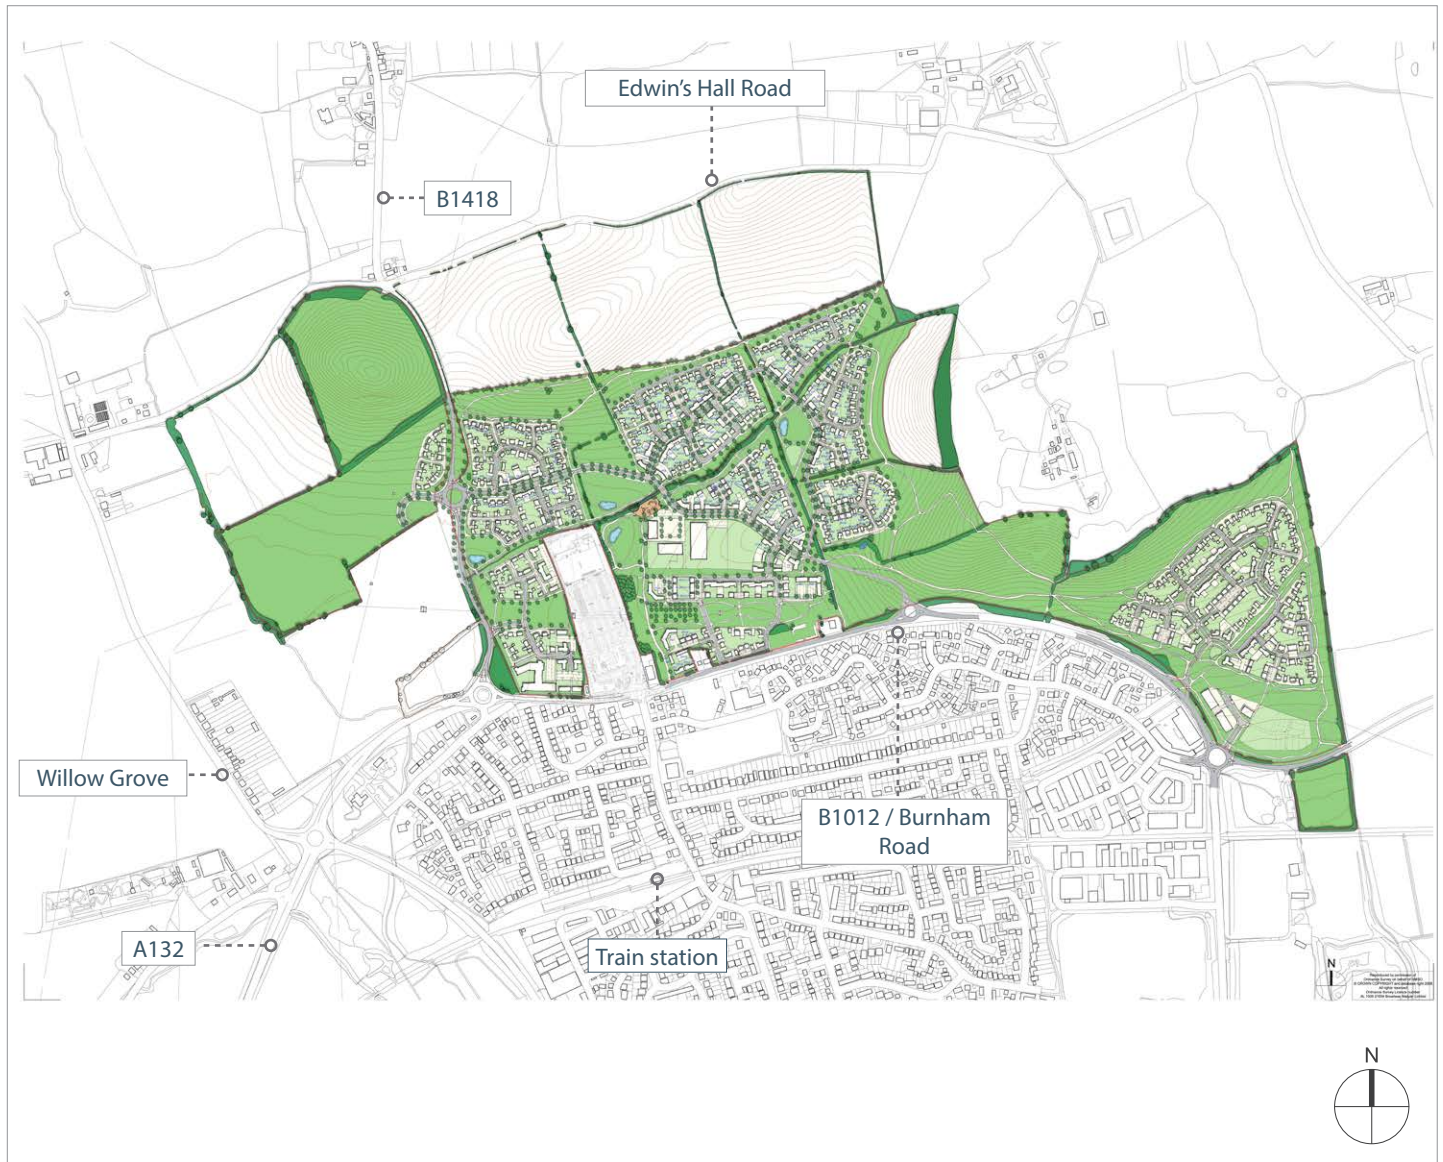 Edwin's Hall Road
B1418
Willow Grove
B1012 / Burnham
Road
A132
Train station
N
N